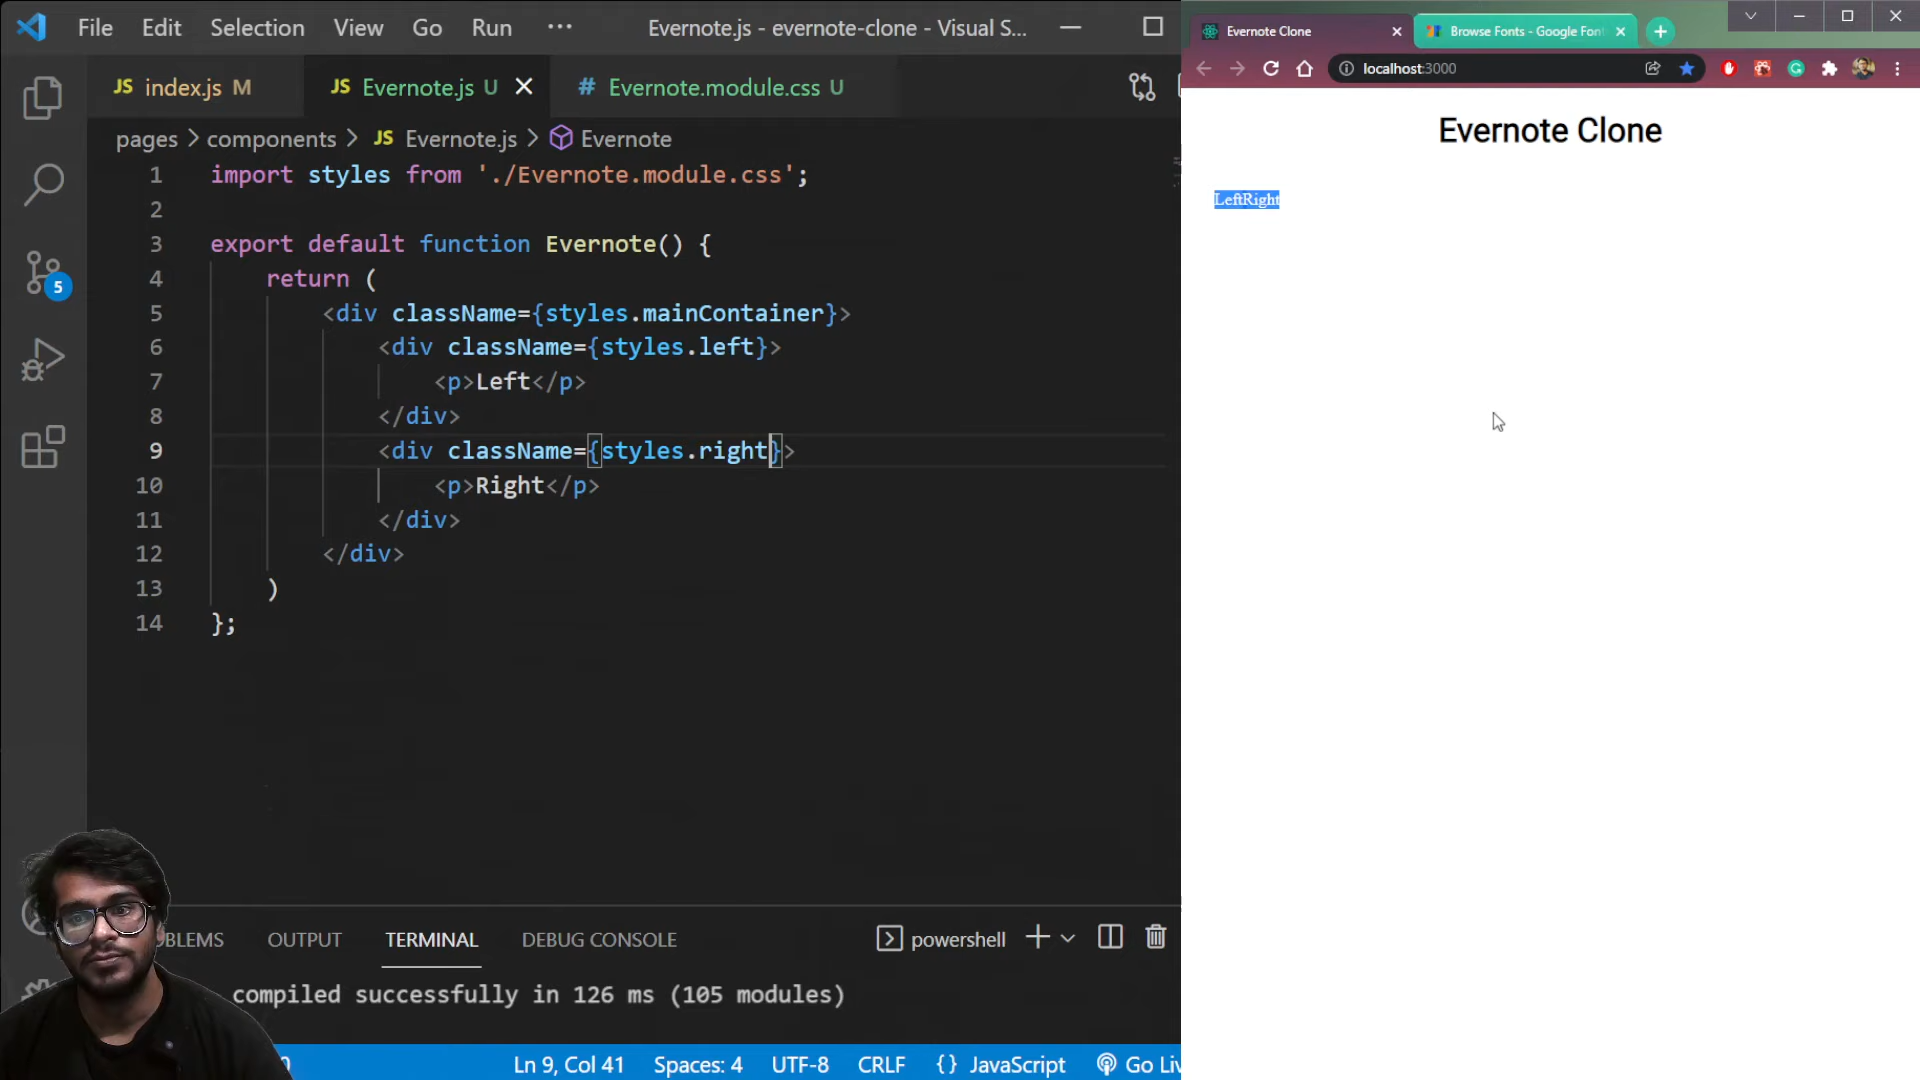 File Edit Selection View Go Run ··· Evernote.js - evernote-clone - Visual S...
JS index.js M JS Evernote.js U # Evernote.module.css U
pages > components > JS Evernote.js > Evernote
1 import styles from './Evernote.module.css';
2
3 export default function Evernote() {
4 return (
5 <div className={styles.mainContainer}>
6 <div className={styles.left}>
7 <p>Left</p>
8 </div>
9 <div className={styles.right}>
10 <p>Right</p>
11 </div>
12 </div>
13 )
14 };
5
BLEMS OUTPUT TERMINAL DEBUG CONSOLE powershell
compiled successfully in 126 ms (105 modules)
0 Ln 9, Col 41 Spaces: 4 UTF-8 CRLF {} JavaScript Go Liv
Evernote Clone Browse Fonts - Google Font
localhost:3000
Evernote Clone
LeftRight